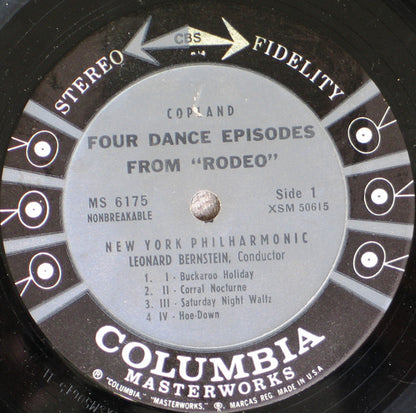 CBS
STEREO FIDELITY
COPLAND
FOUR DANCE EPISODES
FROM "RODEO"
MS 6175 Side 1
NONBREAKABLE XSM 50615
NEW YORK PHILHARMONIC
LEONARD BERNSTEIN, Conductor
1. I - Buckaroo Holiday
2. II - Corral Nocturne
3. III - Saturday Night Waltz
4 IV - Hoe-Down
COLUMBIA
MASTERWORKS
® "COLUMBIA" "MASTERWORKS," ® MARCAS REG. MADE IN U.S.A